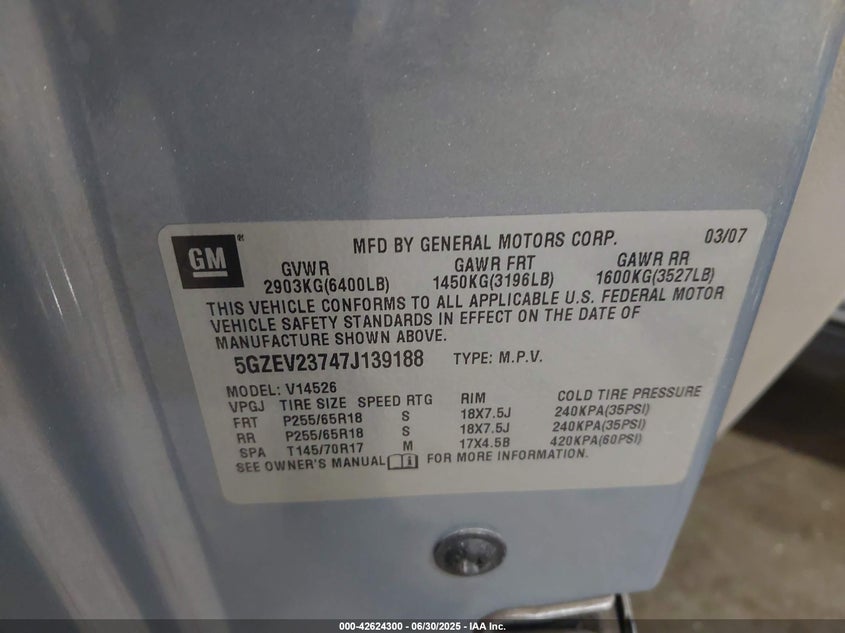 GM®
MFD BY GENERAL MOTORS CORP. 03/07
GVWR GAWR FRT GAWR RR
2903KG(6400LB) 1450KG(3196LB) 1600KG(3527LB)
THIS VEHICLE CONFORMS TO ALL APPLICABLE U.S. FEDERAL MOTOR
VEHICLE SAFETY STANDARDS IN EFFECT ON THE DATE OF
MANUFACTURE SHOWN ABOVE.
5GZEV23747J139188 TYPE: M.P.V.
MODEL: V14526
VPGJ TIRE SIZE SPEED RTG RIM COLD TIRE PRESSURE
FRT P255/65R18 S 18X7.5J 240KPA(35PSI)
RR P255/65R18 S 18X7.5J 240KPA(35PSI)
SPA T145/70R17 M 17X4.5B 420KPA(60PSI)
SEE OWNER'S MANUAL FOR MORE INFORMATION.
000-42624300 - 06/30/2025 - IAA Inc.